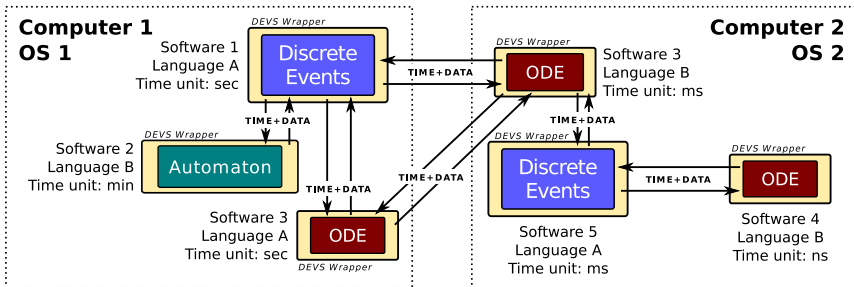 Computer 1
OS 1
DEVS Wrapper
Software 1
Language A
Time unit: sec
Discrete
Events
TIME+DATA
DEVS Wrapper
Software 2
Language B
Time unit: min
Automaton
TIME+DATA
TIME+DATA
Software 3
Language A
Time unit: sec
ODE
DEVS Wrapper
TIME+DATA
Computer 2
OS 2
DEVS Wrapper
ODE
Software 3
Language B
Time unit: ms
TIME+DATA
DEVS Wrapper
Discrete
Events
Software 5
Language A
Time unit: ms
TIME+DATA
DEVS Wrapper
ODE
Software 4
Language B
Time unit: ns